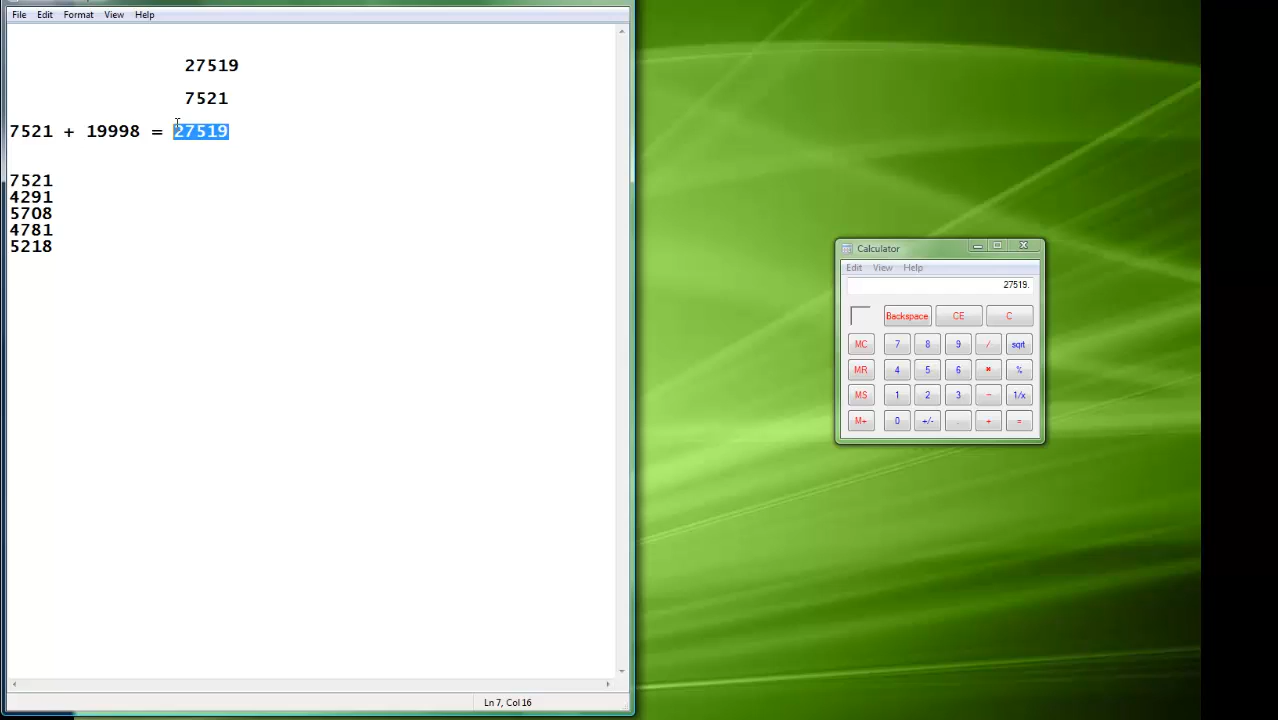 File Edit Format View Help
27519
7521
7521 + 19998 = 27519
7521
4291
5708
4781
5218
Ln 7, Col 16
Calculator
Edit View Help
27519.
Backspace CE C
MC 7 8 9 / sqrt
MR 4 5 6 * %
MS 1 2 3 - 1/x
M+ 0 +/- . + =